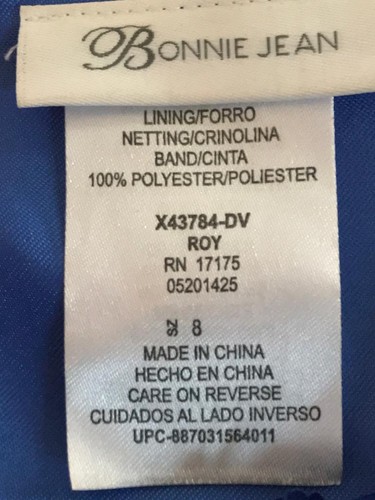 BONNIE JEAN
LINING/FORRO
NETTING/CRINOLINA
BAND/CINTA
100% POLYESTER/POLIESTER
X43784-DV
ROY
RN 17175
05201425
SZ 8
MADE IN CHINA
HECHO EN CHINA
CARE ON REVERSE
CUIDADOS AL LADO INVERSO
UPC-887031564011